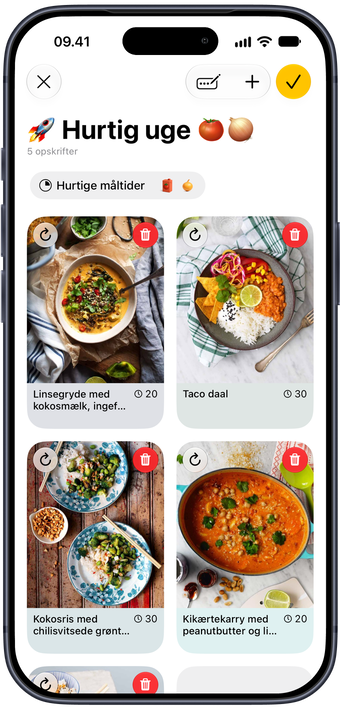 09.41
🚀 Hurtig uge 🍅🧅
5 opskrifter
Hurtige måltider
Linsegryde med
kokosmælk, ingef...
20
Taco daal
30
Kokosris med
chilisvitsede grønt...
30
Kikærtekarry med
peanutbutter og li...
20